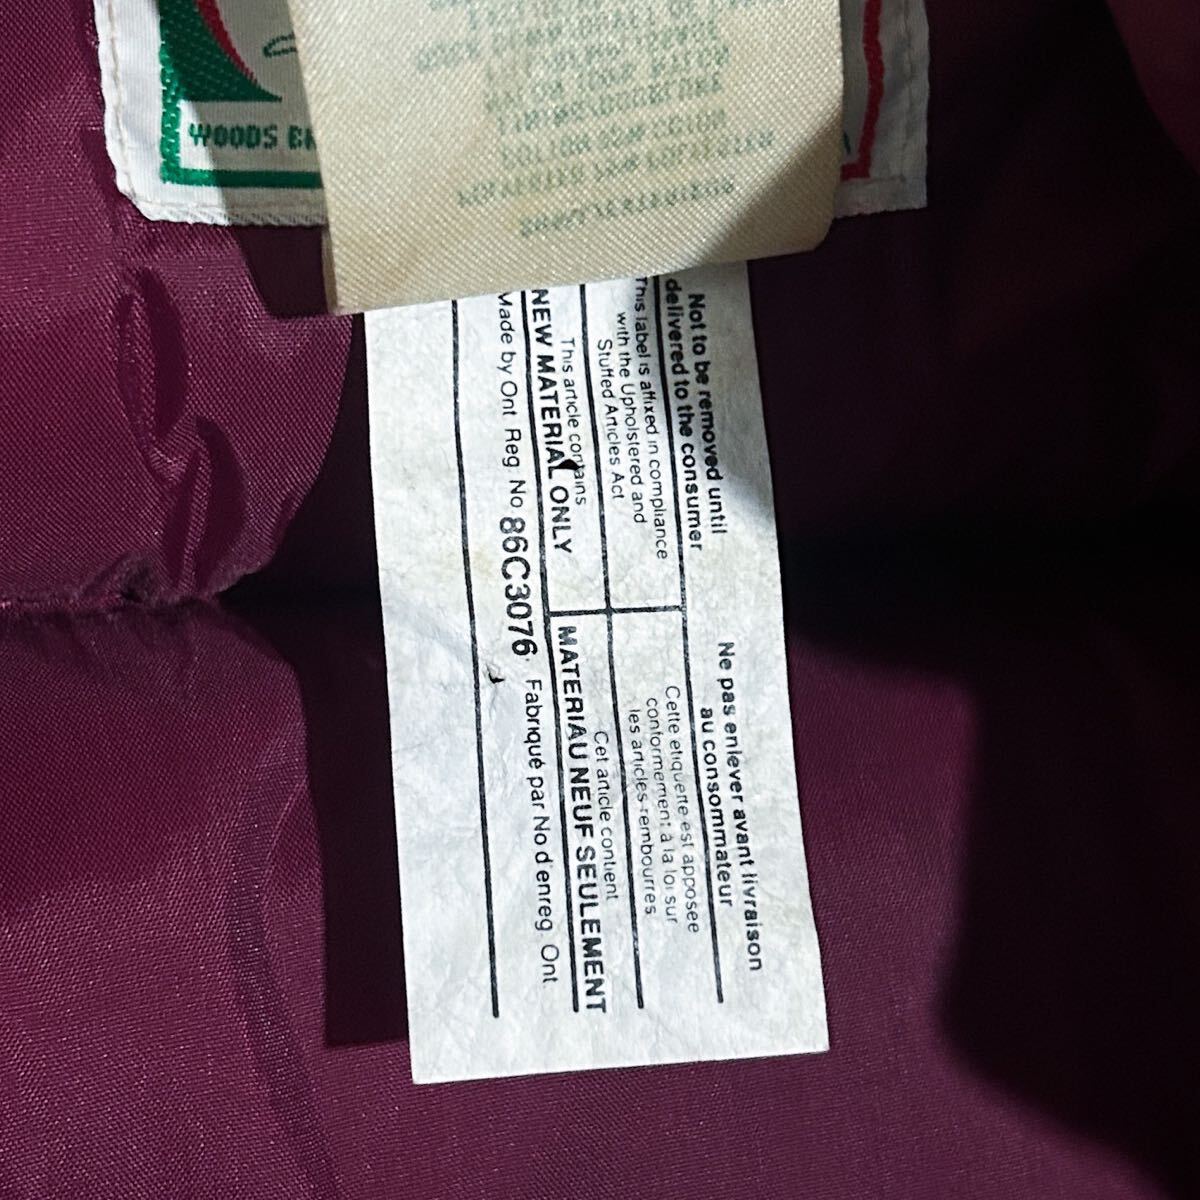 WOODS
Not to be removed until
delivered to the consumer
This label is affixed in compliance
with the Upholstered and
Stuffed Articles Act
This article contains
NEW MATERIAL ONLY
Made by Ont. Reg. No. 86C3076
Ne pas enlever avant livraison
au consommateur
Cette etiquette est apposee
conformement à la loi sur
les articles rembourres
Cet article contient
MATERIAU NEUF SEULEMENT
Fabriqué par No d'enreg. Ont.